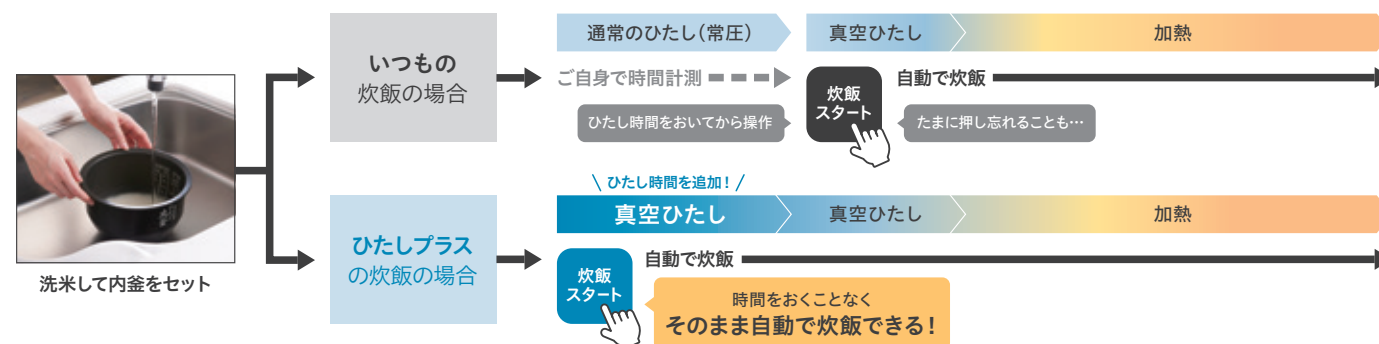 洗米して内釜をセット
いつもの
炊飯の場合
通常のひたし(常圧)
真空ひたし
加熱
ご自身で時間計測
炊飯
スタート
自動で炊飯
ひたし時間をおいてから操作
たまに押し忘れることも…
ひたしプラス
の炊飯の場合
\ ひたし時間を追加! /
真空ひたし
真空ひたし
加熱
炊飯
スタート
自動で炊飯
時間をおくことなく
そのまま自動で炊飯できる!